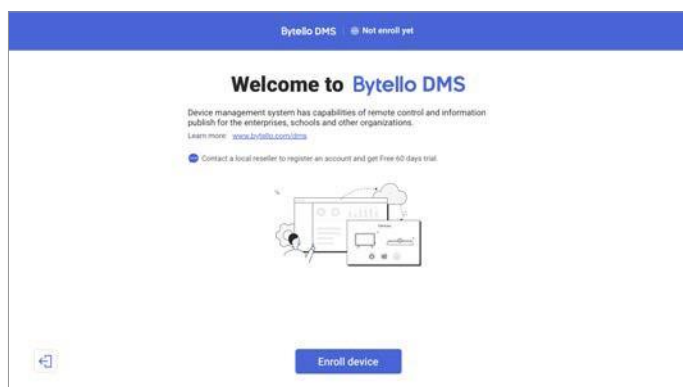 Bytello DMS Not enroll yet
Welcome to Bytello DMS
Device management system has capabilities of remote control and information
publish for the enterprises, schools and other organizations.
Learn more: www.bytello.com/dms
Contact a local reseller to register an account and get Free 60 days trial.
Enroll device